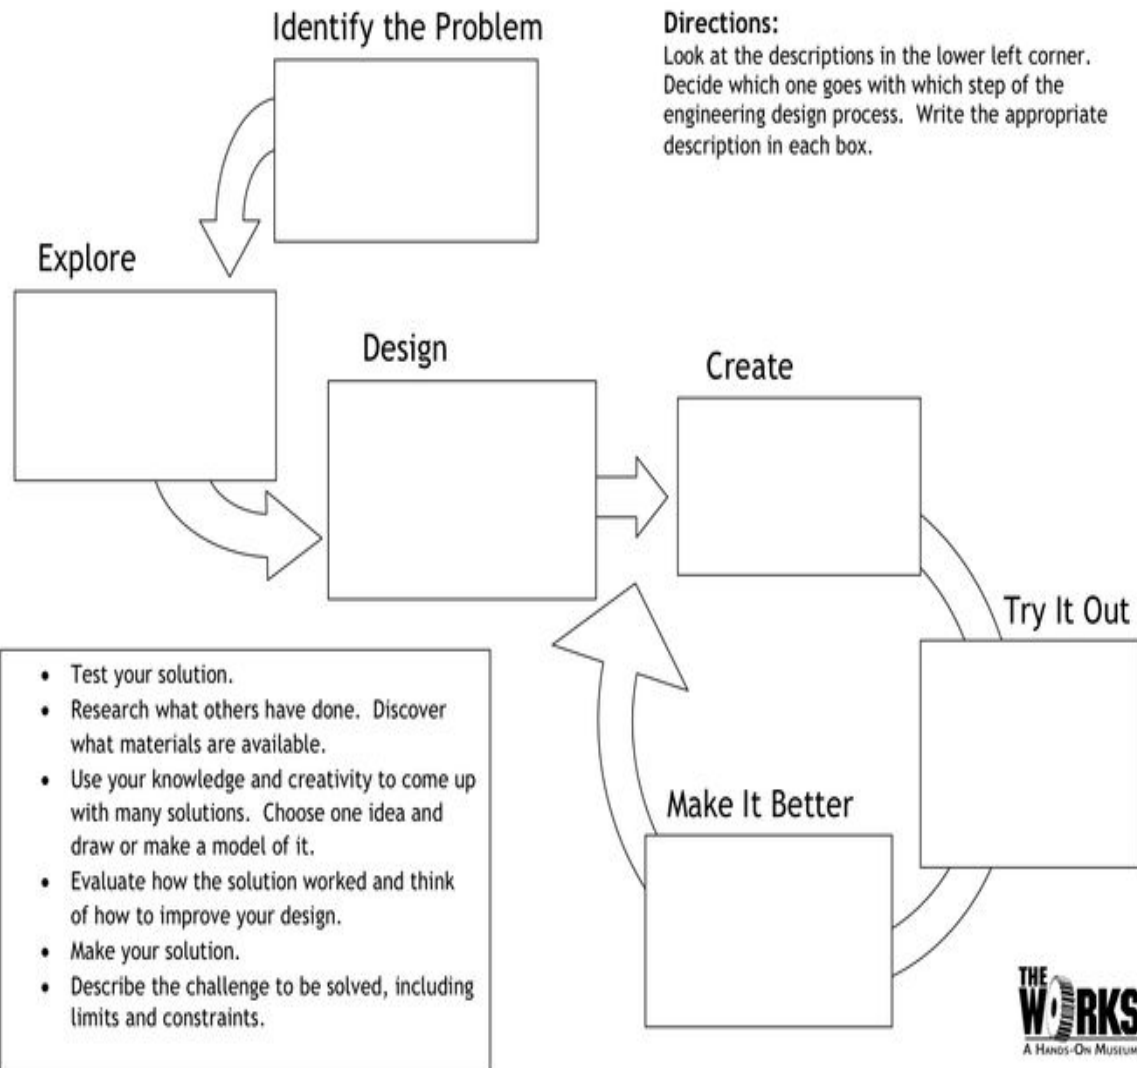 Identify the Problem
Directions:
Look at the descriptions in the lower left corner.
Decide which one goes with which step of the
engineering design process. Write the appropriate
description in each box.
Explore
Design
Create
Try It Out
Make It Better
• Test your solution.
• Research what others have done. Discover
what materials are available.
• Use your knowledge and creativity to come up
with many solutions. Choose one idea and
draw or make a model of it.
• Evaluate how the solution worked and think
of how to improve your design.
• Make your solution.
• Describe the challenge to be solved, including
limits and constraints.
THE
WORKS
A HANDS-ON MUSEUM